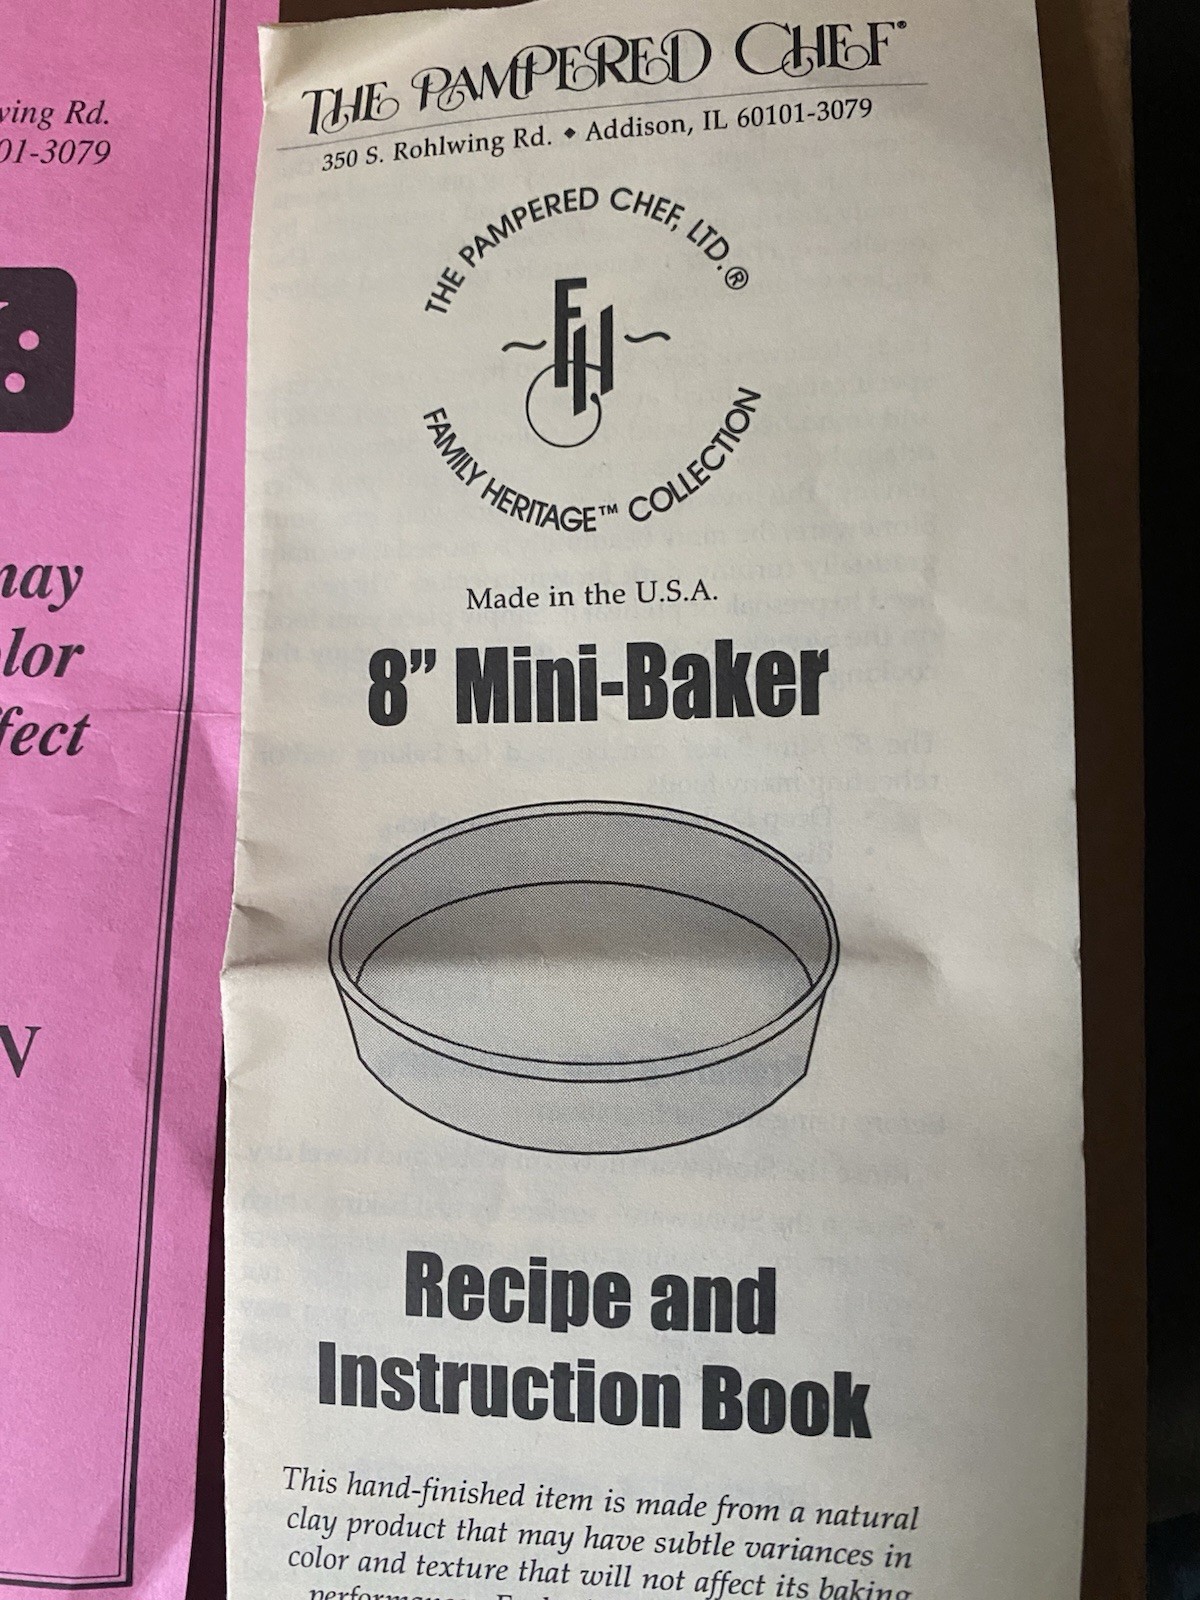 ving Rd.
01-3079
may
lor
fect
N
THE PAMPERED CHEF®
350 S. Rohlwing Rd. ◆ Addison, IL 60101-3079
THE PAMPERED CHEF, LTD.®
FH
FAMILY HERITAGE™ COLLECTION
Made in the U.S.A.
8” Mini-Baker
Recipe and
Instruction Book
This hand-finished item is made from a natural
clay product that may have subtle variances in
color and texture that will not affect its baking